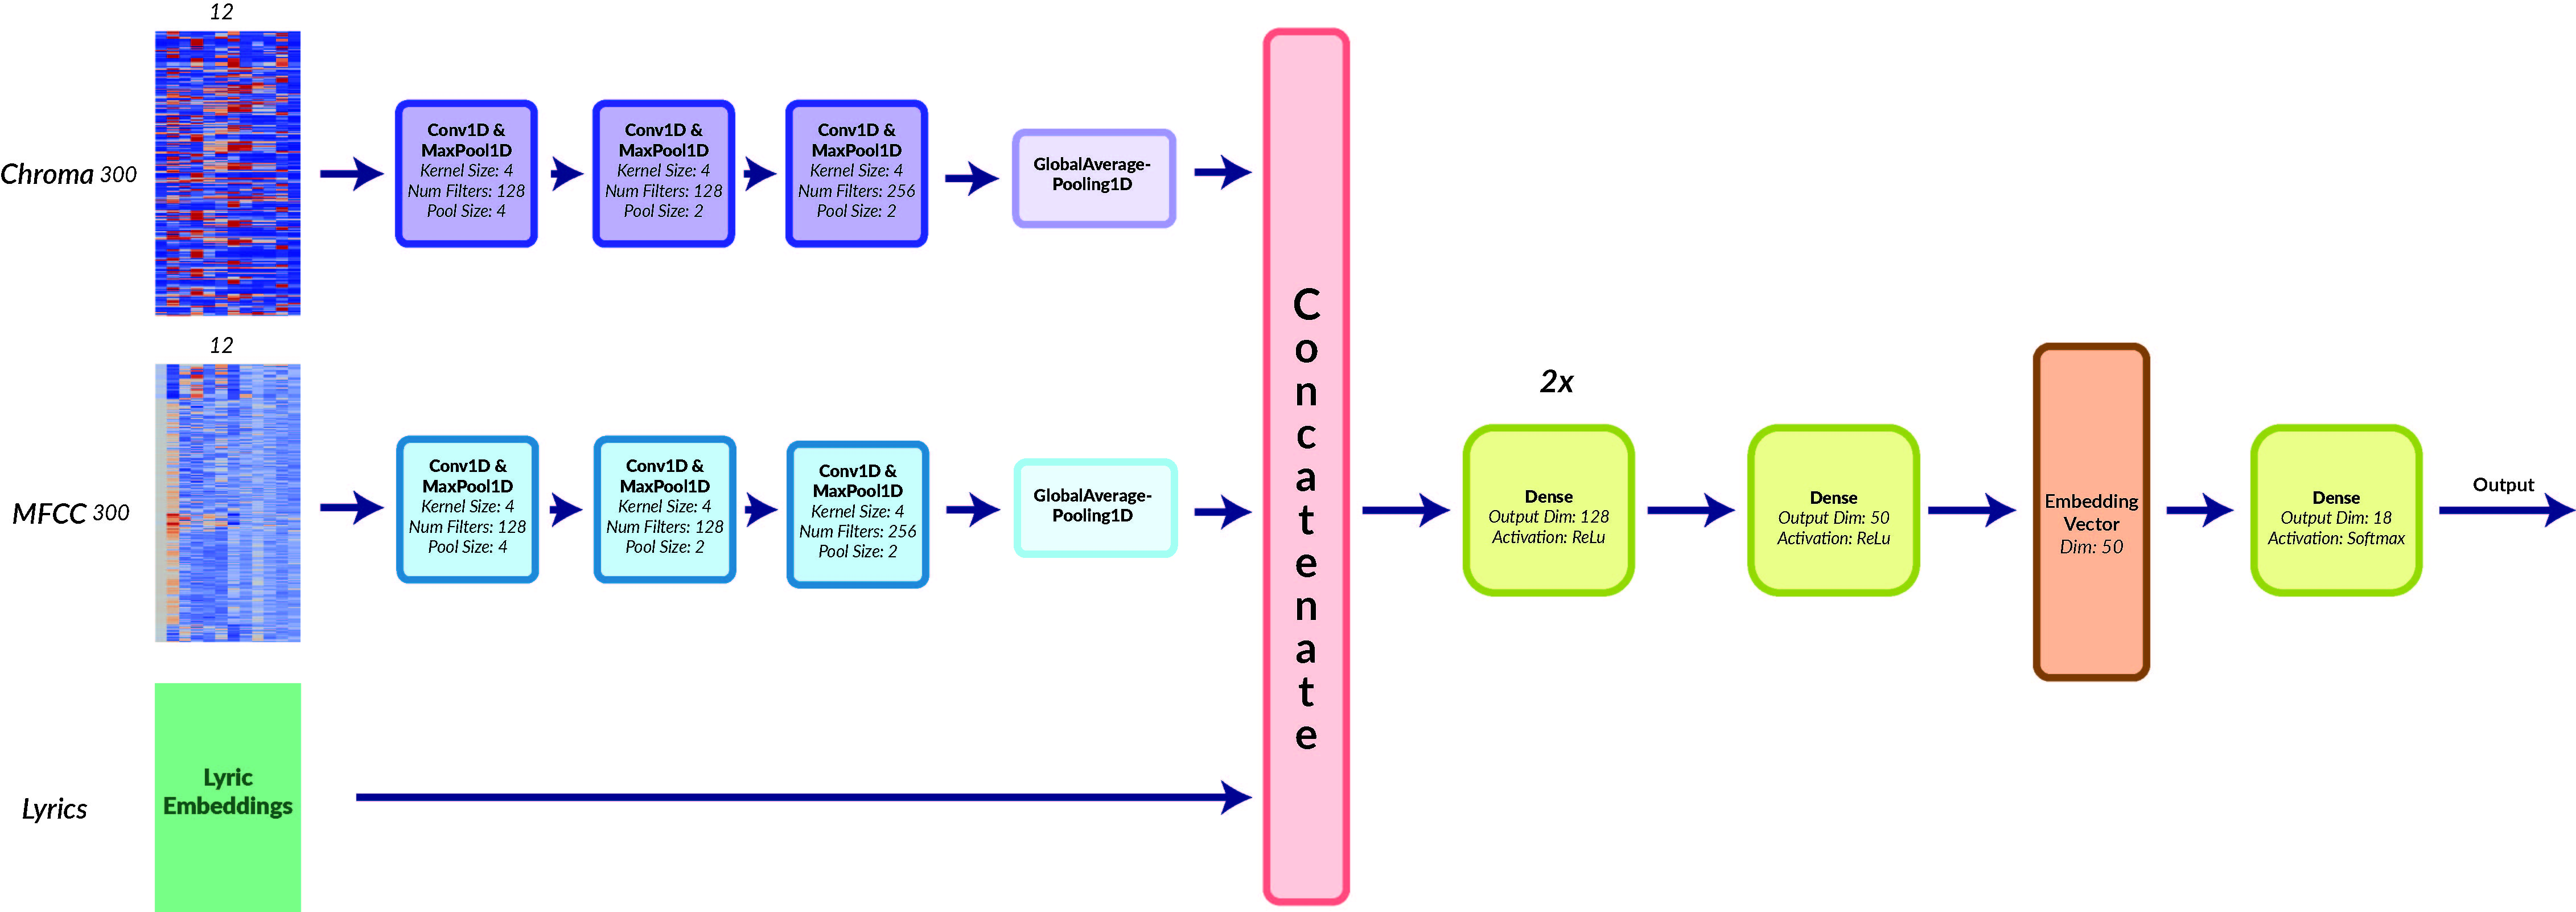 12
Chroma 300
Conv1D &
MaxPool1D
Kernel Size: 4
Num Filters: 128
Pool Size: 4
Conv1D &
MaxPool1D
Kernel Size: 4
Num Filters: 128
Pool Size: 2
Conv1D &
MaxPool1D
Kernel Size: 4
Num Filters: 256
Pool Size: 2
GlobalAverage-
Pooling1D
12
MFCC 300
Conv1D &
MaxPool1D
Kernel Size: 4
Num Filters: 128
Pool Size: 4
Conv1D &
MaxPool1D
Kernel Size: 4
Num Filters: 128
Pool Size: 2
Conv1D &
MaxPool1D
Kernel Size: 4
Num Filters: 256
Pool Size: 2
GlobalAverage-
Pooling1D
Lyrics
Lyric
Embeddings
Concatenate
2x
Dense
Output Dim: 128
Activation: ReLu
Dense
Output Dim: 50
Activation: ReLu
Embedding
Vector
Dim: 50
Dense
Output Dim: 18
Activation: Softmax
Output